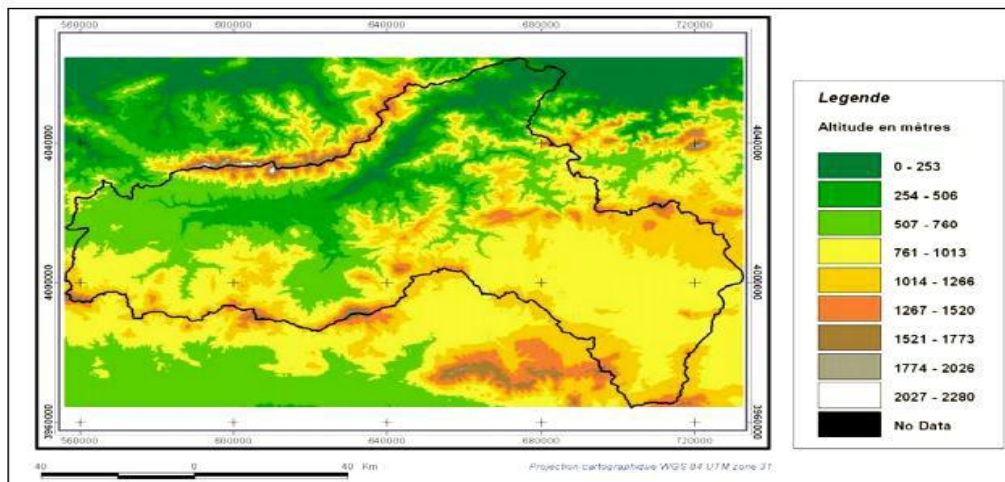 560000 600000 640000 680000 720000
4040000 4040000
4000000 4000000
3960000 3960000
560000 600000 640000 680000 720000
40 0 40 Km
Projection cartographique WGS 84 UTM zone 31
Legende
Altitude en mètres
0 - 253
254 - 506
507 - 760
761 - 1013
1014 - 1266
1267 - 1520
1521 - 1773
1774 - 2026
2027 - 2280
No Data